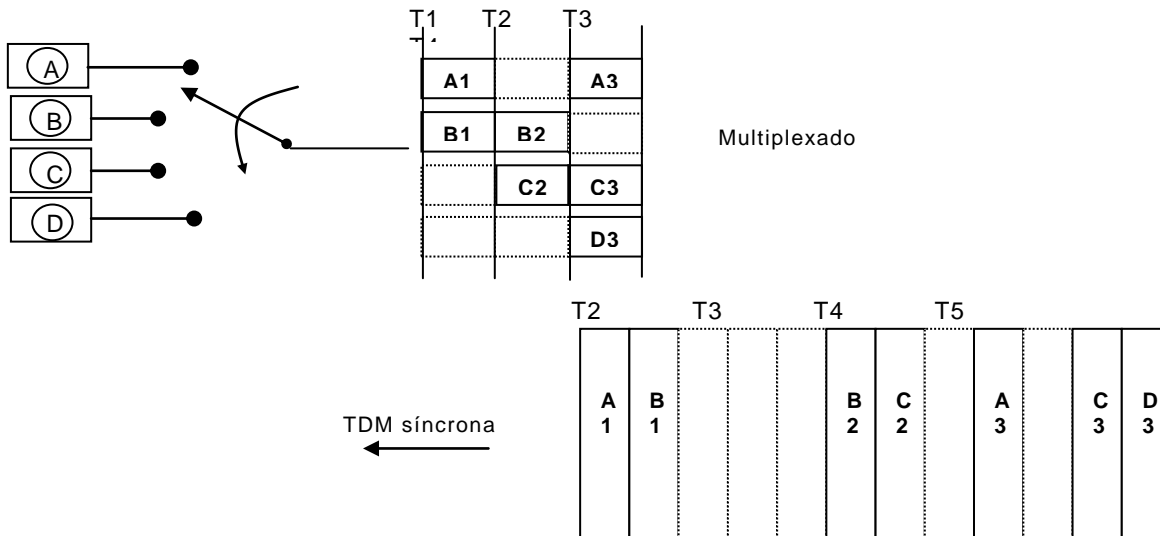 T1 T2 T3
A
A1 A3
B
B1 B2
Multiplexado
C
C2 C3
D
D3
T2 T3 T4 T5
A B B C A C D
1 1 2 2 3 3 3
TDM síncrona